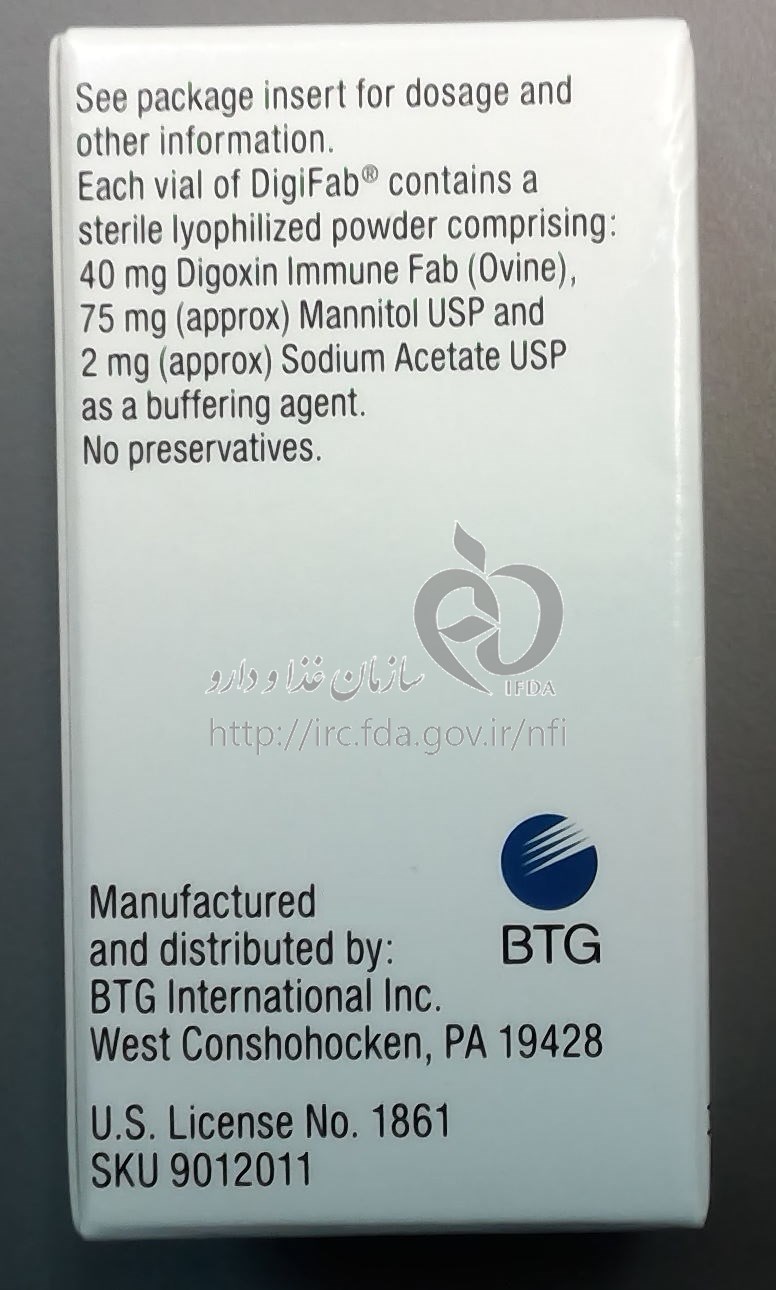 See package insert for dosage and
other information.
Each vial of DigiFab® contains a
sterile lyophilized powder comprising:
40 mg Digoxin Immune Fab (Ovine),
75 mg (approx) Mannitol USP and
2 mg (approx) Sodium Acetate USP
as a buffering agent.
No preservatives.
سازمان غذا و دارو
IFDA
http://irc.fda.gov.ir/nfi
BTG
Manufactured
and distributed by:
BTG International Inc.
West Conshohocken, PA 19428
U.S. License No. 1861
SKU 9012011